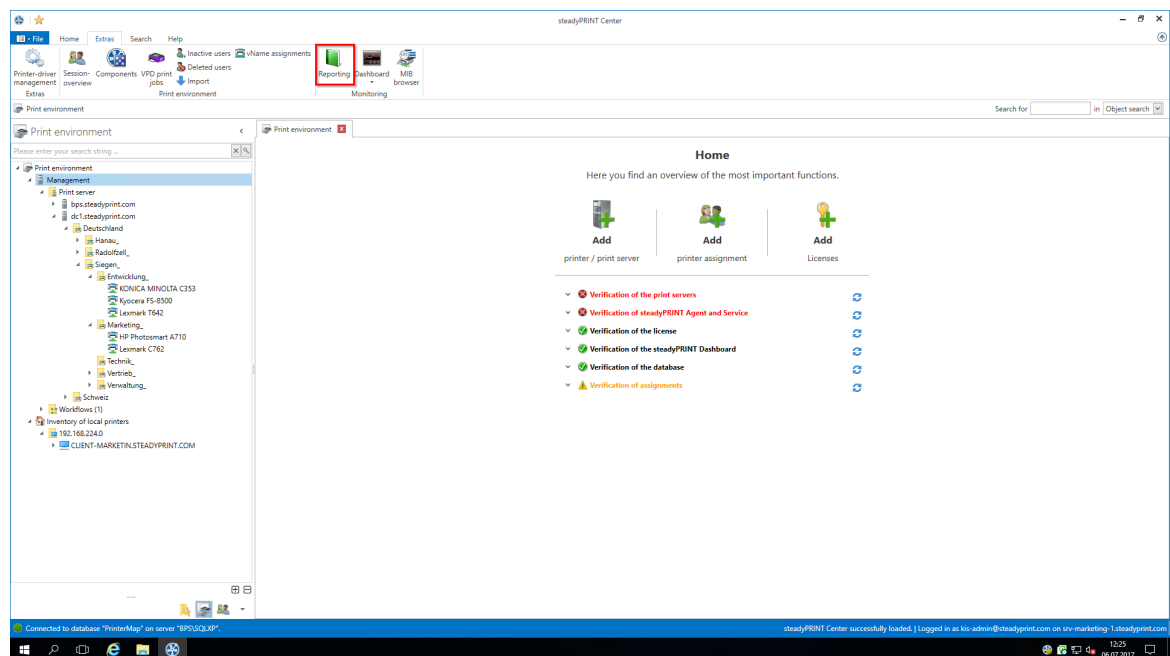 steadyPRINT Center
File Home Extras Search Help
Printer-driver management
Session-overview
Components
VPD print jobs
Inactive users
Deleted users
Import
vName assignments
Reporting
Dashboard
MIB browser
Extras
Print environment
Monitoring
Print environment
Search for in Object search
Print environment
Please enter your search string ...
Print environment
Management
Print server
bps.steadyprint.com
dc1.steadyprint.com
Deutschland
Hanau_
Radolfzell_
Siegen_
Entwicklung_
KONICA MINOLTA C353
Kyocera FS-8500
Lexmark T642
Marketing_
HP Photosmart A710
Lexmark C762
Technik_
Vertrieb_
Verwaltung_
Schweiz
Workflows (1)
Inventory of local printers
192.168.224.0
CLIENT-MARKETIN.STEADYPRINT.COM
Print environment
Home
Here you find an overview of the most important functions.
Add
printer / print server
Add
printer assignment
Add
Licenses
Verification of the print servers
Verification of steadyPRINT Agent and Service
Verification of the license
Verification of the steadyPRINT Dashboard
Verification of the database
Verification of assignments
Connected to database "PrinterMap" on server "BPS\SQLXP".
steadyPRINT Center successfully loaded. | Logged in as kis-admin@steadyprint.com on srv-marketing-1.steadyprint.com
12:25
06.07.2017